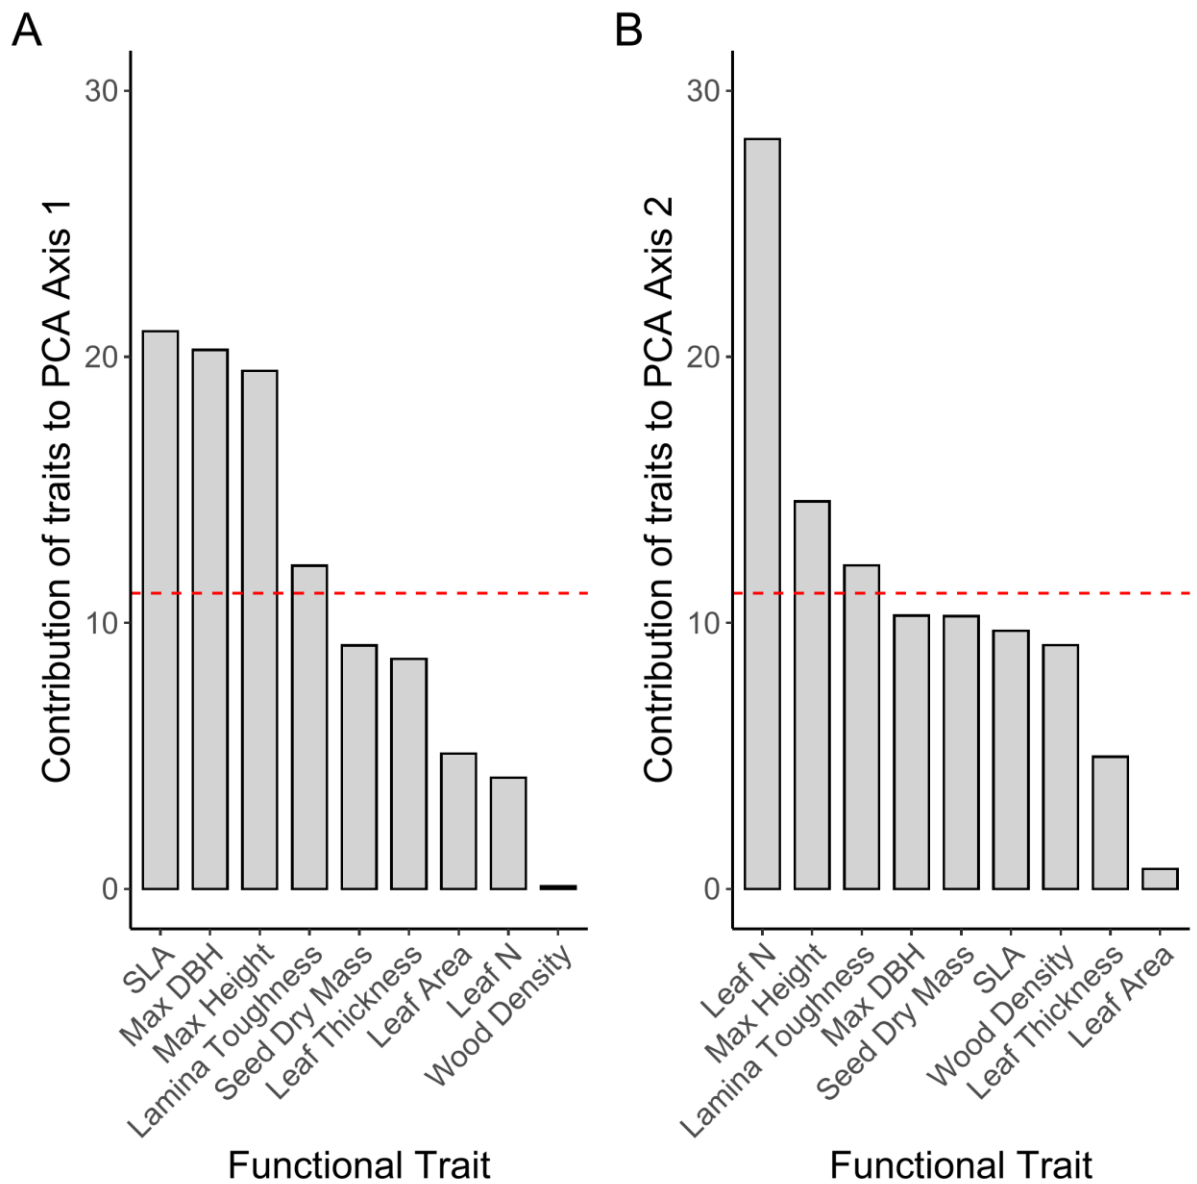 A
Contribution of traits to PCA Axis 1
30
20
10
0
SLA
Max DBH
Max Height
Lamina Toughness
Seed Dry Mass
Leaf Thickness
Leaf Area
Leaf N
Wood Density
Functional Trait
B
Contribution of traits to PCA Axis 2
30
20
10
0
Leaf N
Max Height
Lamina Toughness
Max DBH
Seed Dry Mass
SLA
Wood Density
Leaf Thickness
Leaf Area
Functional Trait